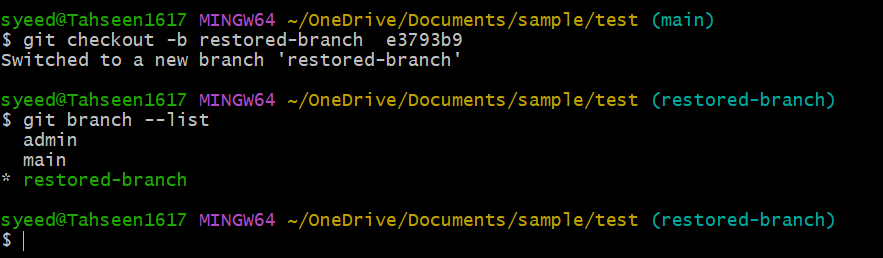 syeed@Tahseen1617 MINGW64 ~/OneDrive/Documents/sample/test (main)
$ git checkout -b restored-branch  e3793b9
Switched to a new branch 'restored-branch'
syeed@Tahseen1617 MINGW64 ~/OneDrive/Documents/sample/test (restored-branch)
$ git branch --list
  admin
  main
* restored-branch
syeed@Tahseen1617 MINGW64 ~/OneDrive/Documents/sample/test (restored-branch)
$